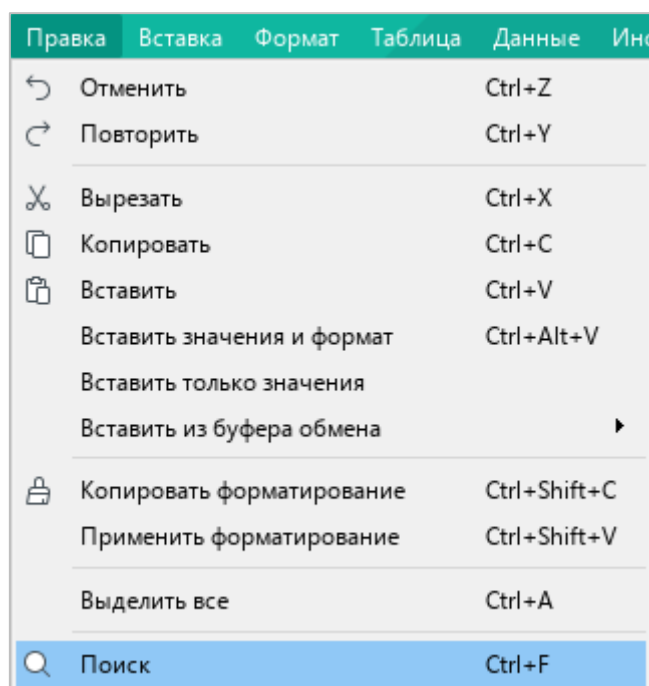 Правка Вставка Формат Таблица Данные
Отменить Ctrl+Z
Повторить Ctrl+Y
Вырезать Ctrl+X
Копировать Ctrl+C
Вставить Ctrl+V
Вставить значения и формат Ctrl+Alt+V
Вставить только значения
Вставить из буфера обмена
Копировать форматирование Ctrl+Shift+C
Применить форматирование Ctrl+Shift+V
Выделить все Ctrl+A
Поиск Ctrl+F